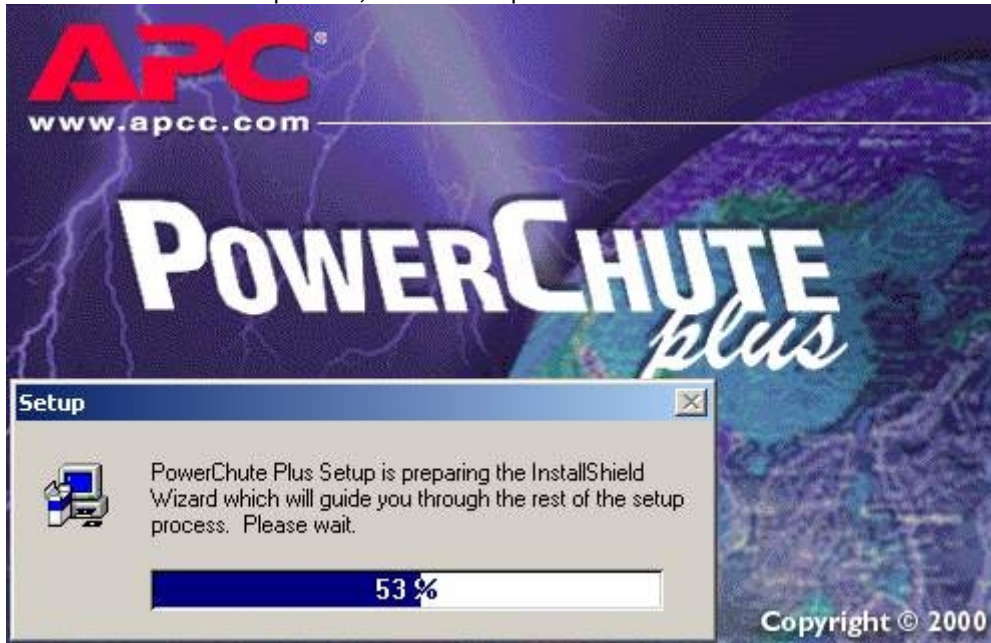 APC®
www.apcc.com
POWERCHUTE
plus
Setup
PowerChute Plus Setup is preparing the InstallShield
Wizard which will guide you through the rest of the setup
process. Please wait.
53 %
Copyright © 2000